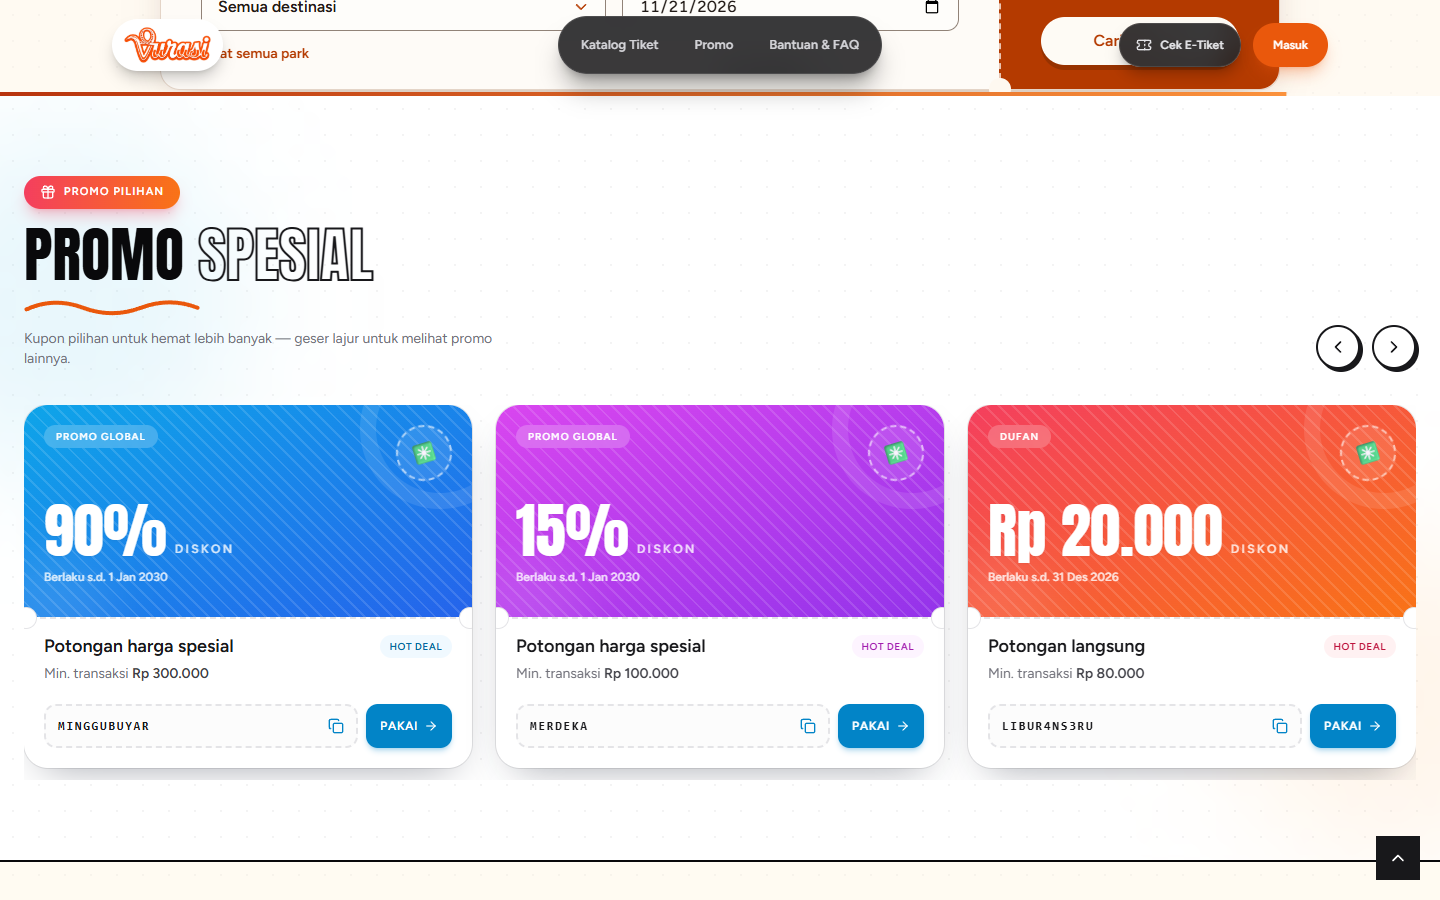 Semua destinasi
11/21/2026
Vurasi
at semua park
Katalog Tiket
Promo
Bantuan & FAQ
Car
Cek E-Tiket
Masuk
PROMO PILIHAN
PROMO SPESIAL
Kupon pilihan untuk hemat lebih banyak — geser lajur untuk melihat promo
lainnya.
PROMO GLOBAL
90% DISKON
Berlaku s.d. 1 Jan 2030
Potongan harga spesial
HOT DEAL
Min. transaksi Rp 300.000
MINGGUBUYAR
PAKAI
PROMO GLOBAL
15% DISKON
Berlaku s.d. 1 Jan 2030
Potongan harga spesial
HOT DEAL
Min. transaksi Rp 100.000
MERDEKA
PAKAI
DUFAN
Rp 20.000 DISKON
Berlaku s.d. 31 Des 2026
Potongan langsung
HOT DEAL
Min. transaksi Rp 80.000
LIBUR4NS3RU
PAKAI